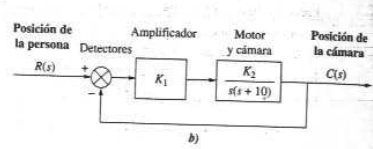 Posición de
la persona
Detectores
Amplificador
Motor
y cámara
Posición de
la cámara
R(s)
+
−
K₁
K₂
s(s + 10)
C(s)
b)